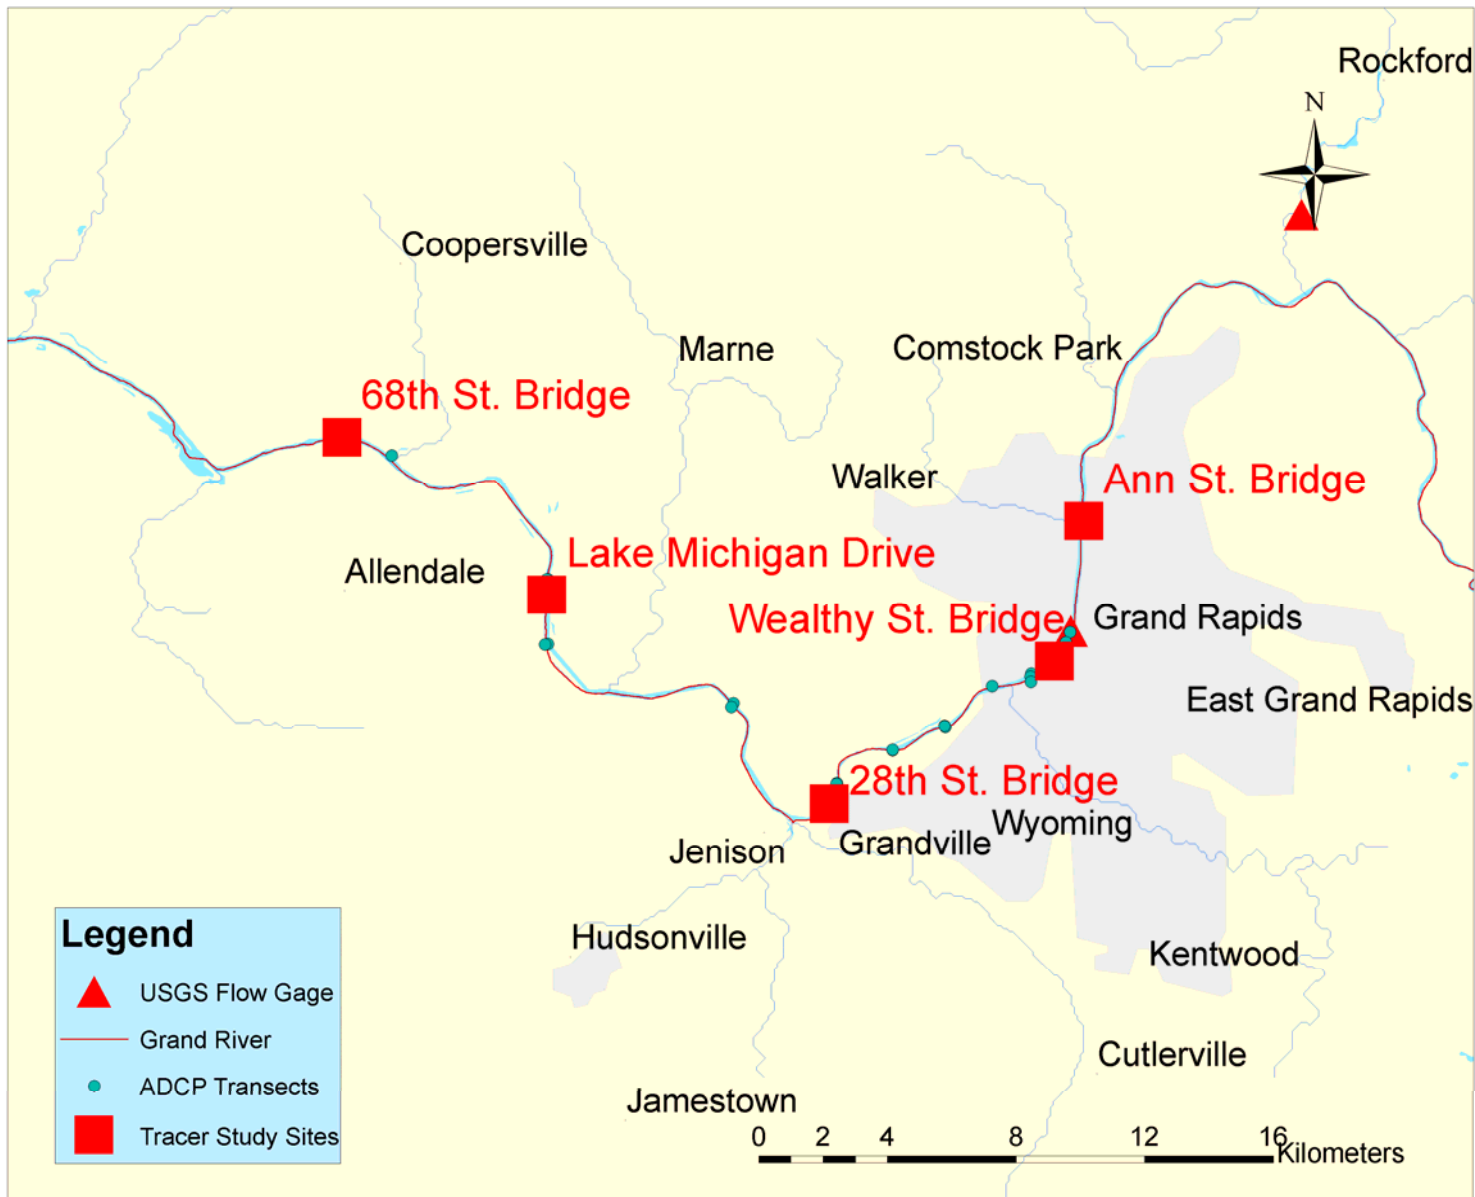 Rockford
N
Coopersville
Marne
Comstock Park
68th St. Bridge
Walker
Ann St. Bridge
Lake Michigan Drive
Allendale
Wealthy St. Bridge
Grand Rapids
East Grand Rapids
28th St. Bridge
Wyoming
Grandville
Jenison
Hudsonville
Kentwood
Cutlerville
Jamestown
Legend
USGS Flow Gage
Grand River
ADCP Transects
Tracer Study Sites
0 2 4 8 12 16
Kilometers